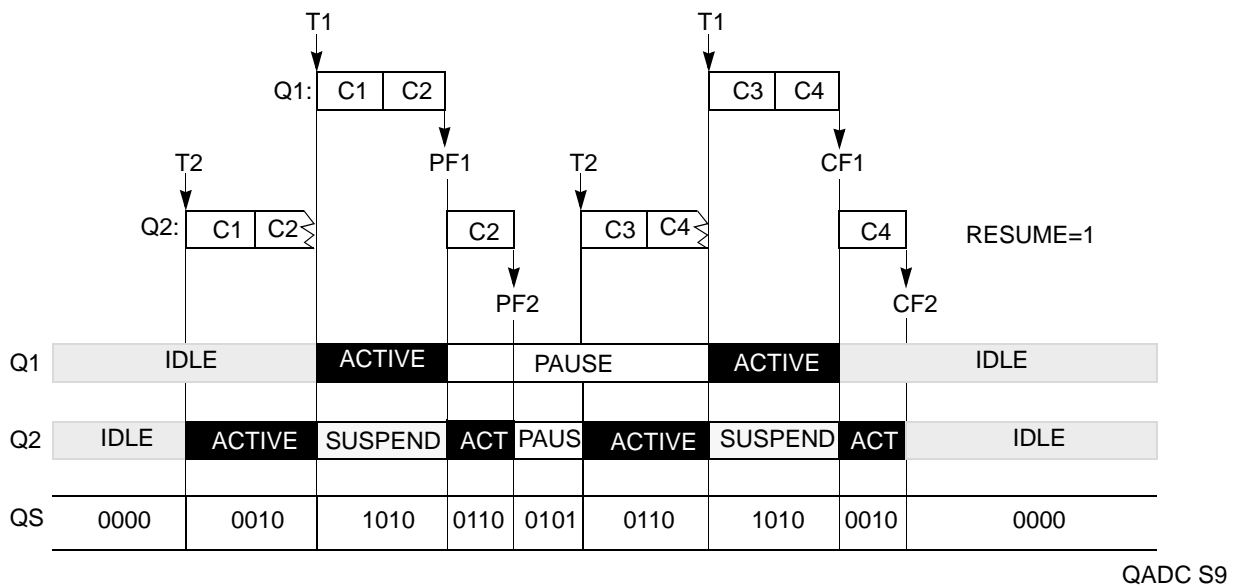 T1 T1
Q1: C1 C2 C3 C4
T2 PF1 T2 CF1
Q2: C1 C2 C2 C3 C4 C4 RESUME=1
PF2 CF2
Q1 IDLE ACTIVE PAUSE ACTIVE IDLE
Q2 IDLE ACTIVE SUSPEND ACT PAUS ACTIVE SUSPEND ACT IDLE
QS 0000 0010 1010 0110 0101 0110 1010 0010 0000
QADC S9